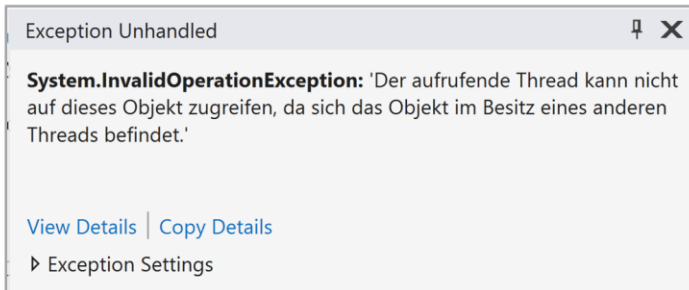 Exception Unhandled
System.InvalidOperationException: 'Der aufrufende Thread kann nicht
auf dieses Objekt zugreifen, da sich das Objekt im Besitz eines anderen
Threads befindet.'
View Details | Copy Details
Exception Settings